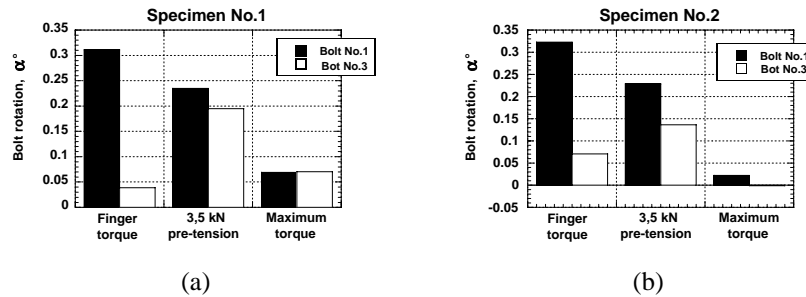 Specimen No.1
Bolt rotation, α°
0.35
0.3
0.25
0.2
0.15
0.1
0.05
0
Bolt No.1
Bot No.3
Finger torque
3,5 kN pre-tension
Maximum torque
(a)
Specimen No.2
Bolt rotation, α°
0.35
0.3
0.25
0.2
0.15
0.1
0.05
0
-0.05
Bolt No.1
Bot No.3
Finger torque
3,5 kN pre-tension
Maximum torque
(b)